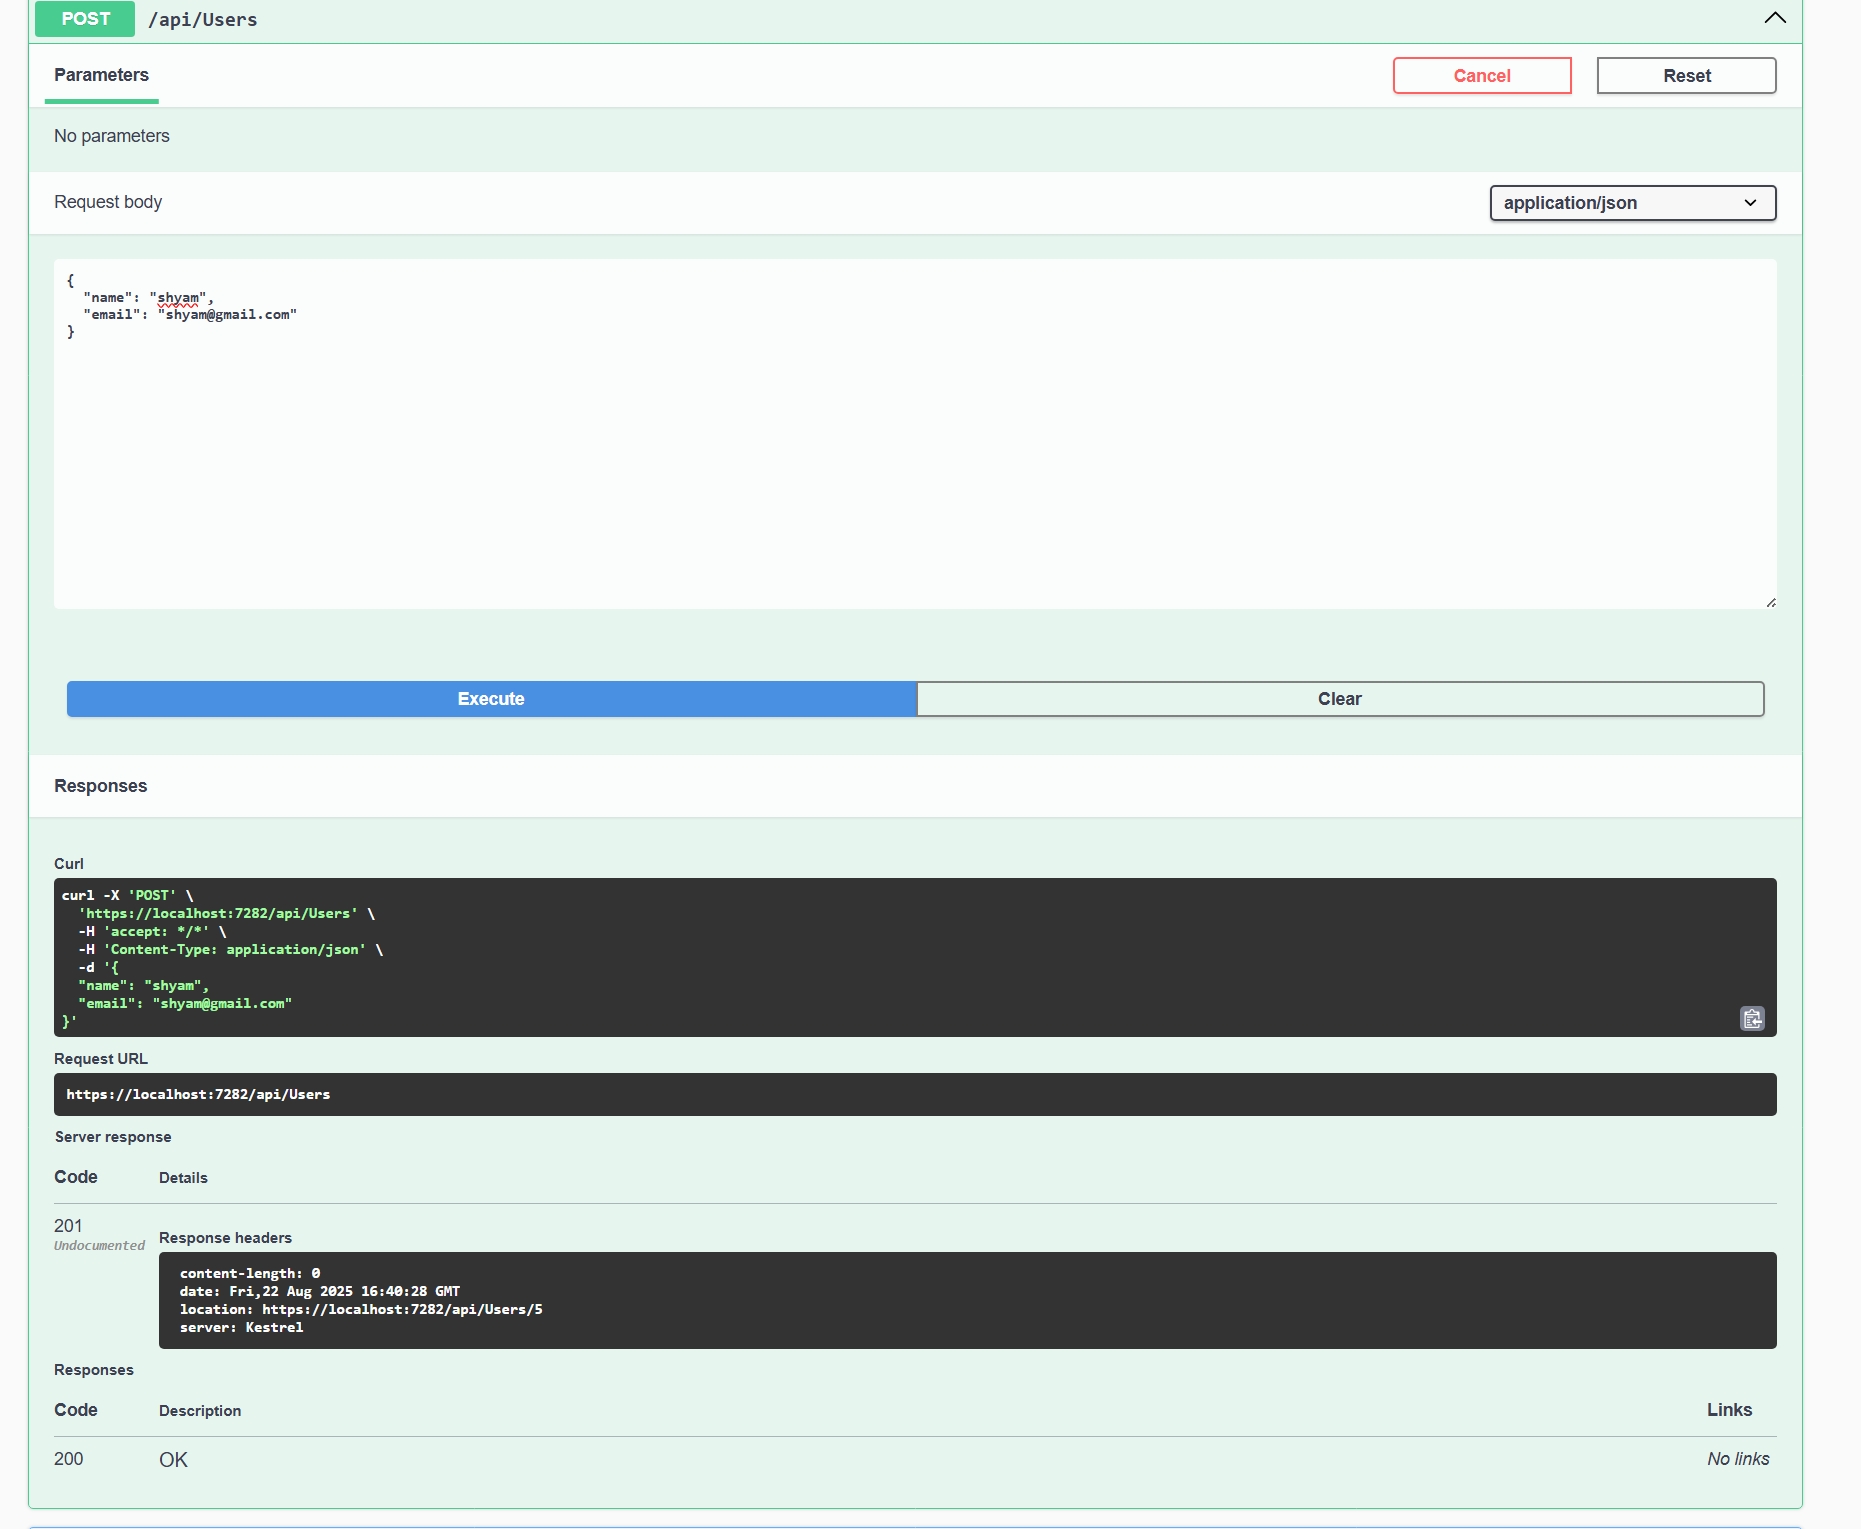 POST /api/Users
Parameters
Cancel
Reset
No parameters
Request body
application/json
{
  "name": "shyam",
  "email": "shyam@gmail.com"
}
Execute
Clear
Responses
Curl
curl -X 'POST' \
  'https://localhost:7282/api/Users' \
  -H 'accept: */*' \
  -H 'Content-Type: application/json' \
  -d '{
  "name": "shyam",
  "email": "shyam@gmail.com"
}'
Request URL
https://localhost:7282/api/Users
Server response
Code Details
201
Undocumented
Response headers
content-length: 0
date: Fri,22 Aug 2025 16:40:28 GMT
location: https://localhost:7282/api/Users/5
server: Kestrel
Responses
Code Description Links
200 OK No links